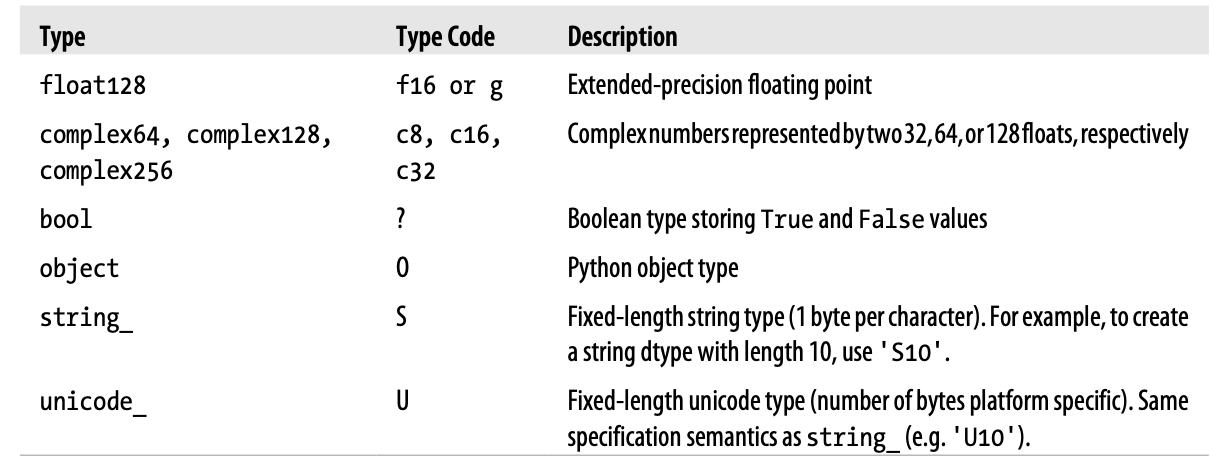 Type Type Code Description
float128 f16 or g Extended-precision floating point
complex64, complex128, c8, c16, Complex numbers represented by two 32, 64, or 128 floats, respectively
complex256 c32
bool ? Boolean type storing True and False values
object O Python object type
string_ S Fixed-length string type (1 byte per character). For example, to create
a string dtype with length 10, use 'S10'.
unicode_ U Fixed-length unicode type (number of bytes platform specific). Same
specification semantics as string_ (e.g. 'U10').